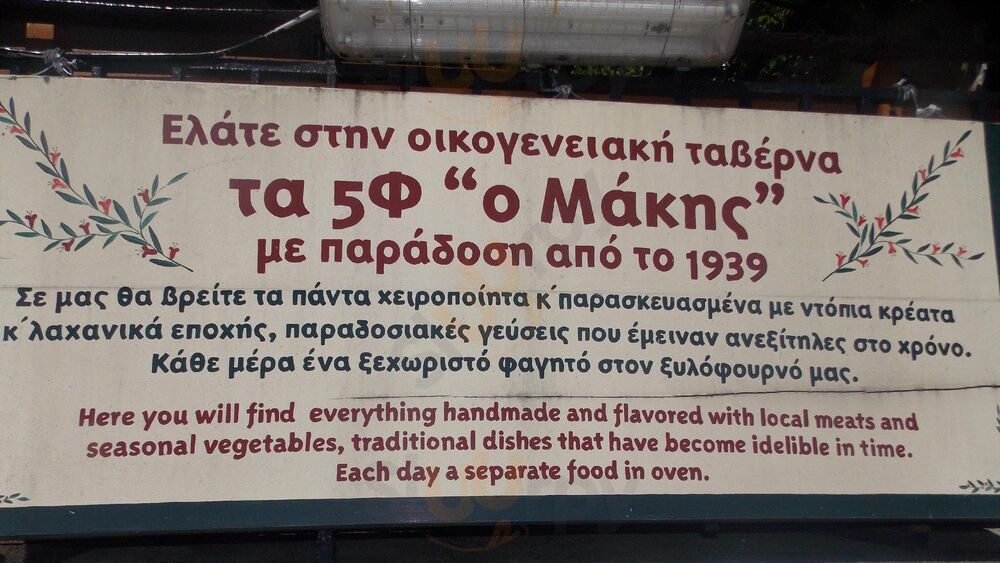 Ελάτε στην οικογενειακή ταβέρνα
τα 5Φ “ο Μάκης”
με παράδοση από το 1939
Σε μας θα βρείτε τα πάντα χειροποίητα κ΄παρασκευασμένα με ντόπια κρέατα
κ΄λαχανικά εποχής, παραδοσιακές γεύσεις που έμειναν ανεξίτηλες στο χρόνο.
Κάθε μέρα ένα ξεχωριστό φαγητό στον ξυλόφουρνό μας.
Here you will find everything handmade and flavored with local meats and
seasonal vegetables, traditional dishes that have become idelible in time.
Each day a separate food in oven.